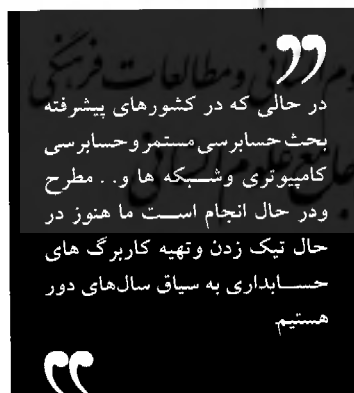 در حالی که در کشورهای پیشرفته
بحث حسابرسی مستمر و حسابرسی
کامپیوتری وشبکه ها و.. مطرح
ودر حال انجام است ما هنوز در
حال تیک زدن وتهیه کاربرگ های
حسابداری به سیاق سال‌های دور
هستیم